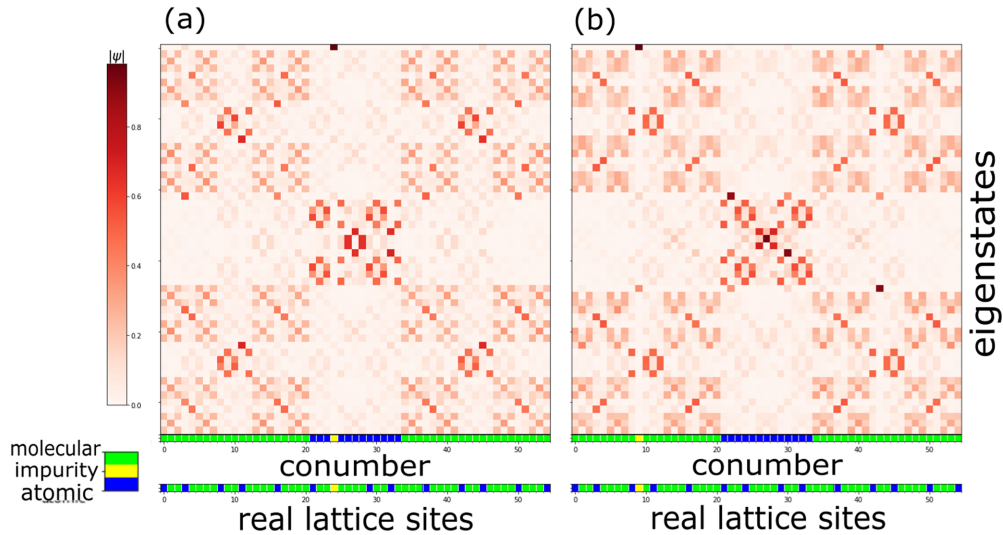 (a)
(b)
|ψ|
0.8
0.6
0.4
0.2
0.0
eigenstates
molecular
impurity
atomic
0 10 20 30 40 50
conumber
0 10 20 30 40 50
real lattice sites
0 10 20 30 40 50
conumber
0 10 20 30 40 50
real lattice sites